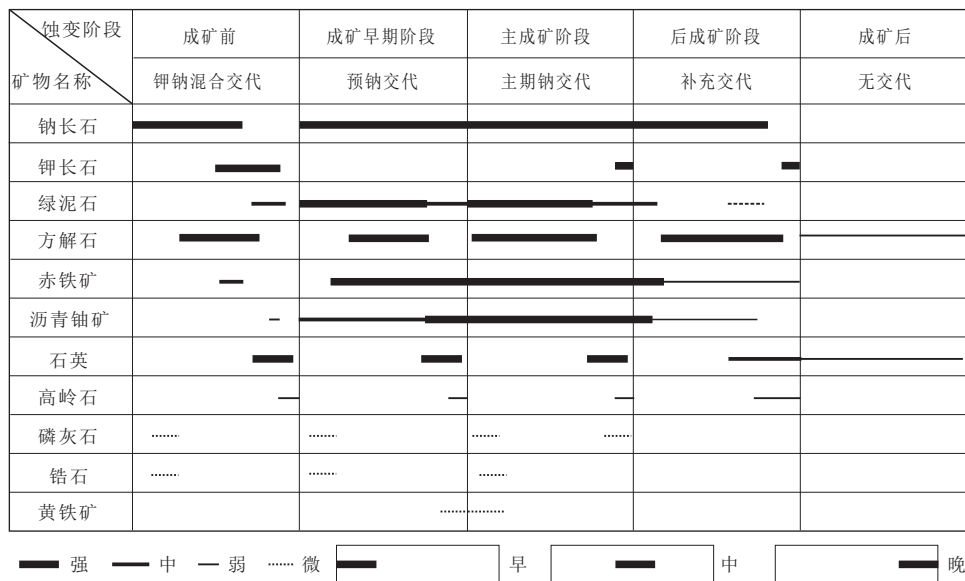 蚀变阶段
矿物名称
成矿前 成矿早期阶段 主成矿阶段 后成矿阶段 成矿后
钾钠混合交代 预钠交代 主期钠交代 补充交代 无交代
钠长石
钾长石
绿泥石
方解石
赤铁矿
沥青铀矿
石英
高岭石
磷灰石
锆石
黄铁矿
强 中 弱 微 早 中 晚